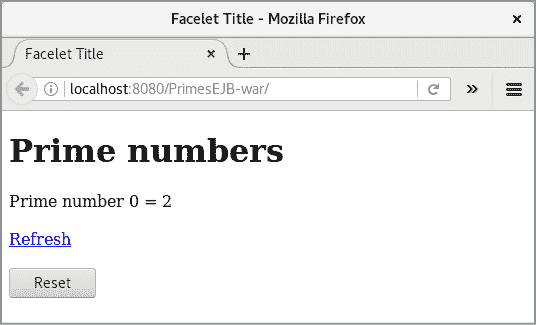 Facelet Title - Mozilla Firefox ×
Facelet Title × +
localhost:8080/PrimesEJB-war/ »
Prime numbers
Prime number 0 = 2
Refresh
Reset